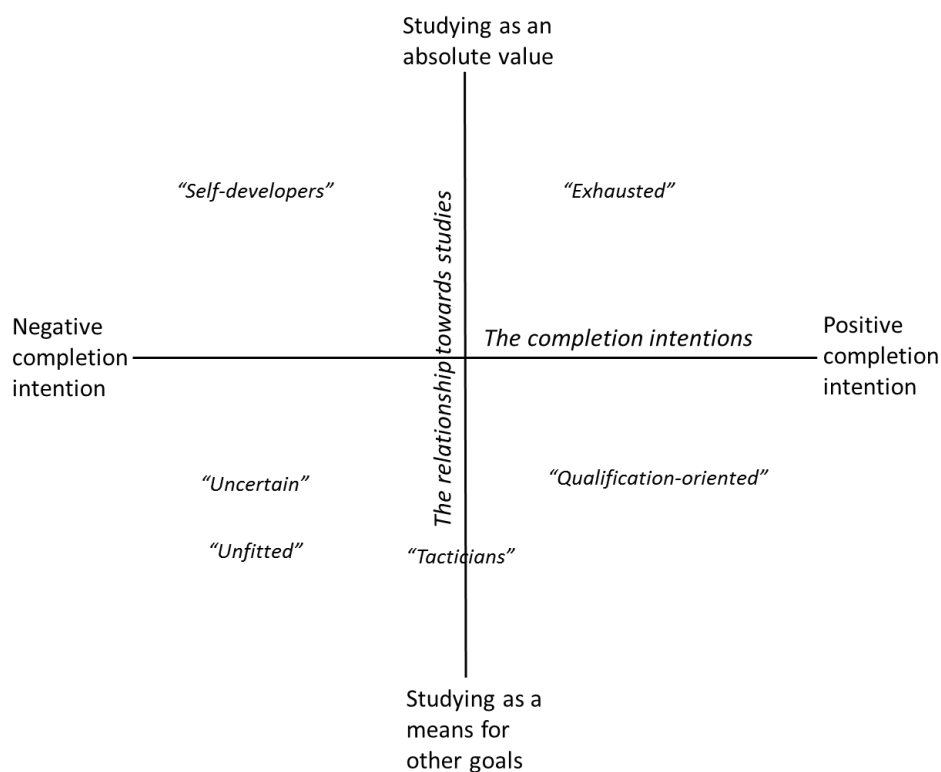 Studying as an
absolute value
“Self-developers”
“Exhausted”
The relationship towards studies
Negative
completion
intention
The completion intentions
Positive
completion
intention
“Uncertain”
“Qualification-oriented”
“Unfitted”
“Tacticians”
Studying as a
means for
other goals